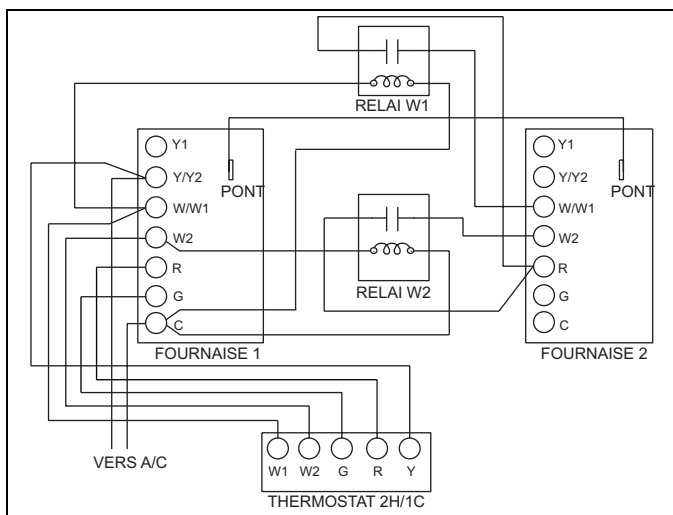 RELAI W1
Y1
Y/Y2
W/W1
W2
R
G
C
PONT
FOURNAISE 1
RELAI W2
Y1
Y/Y2
W/W1
W2
R
G
C
PONT
FOURNAISE 2
VERS A/C
W1 W2 G R Y
THERMOSTAT 2H/1C